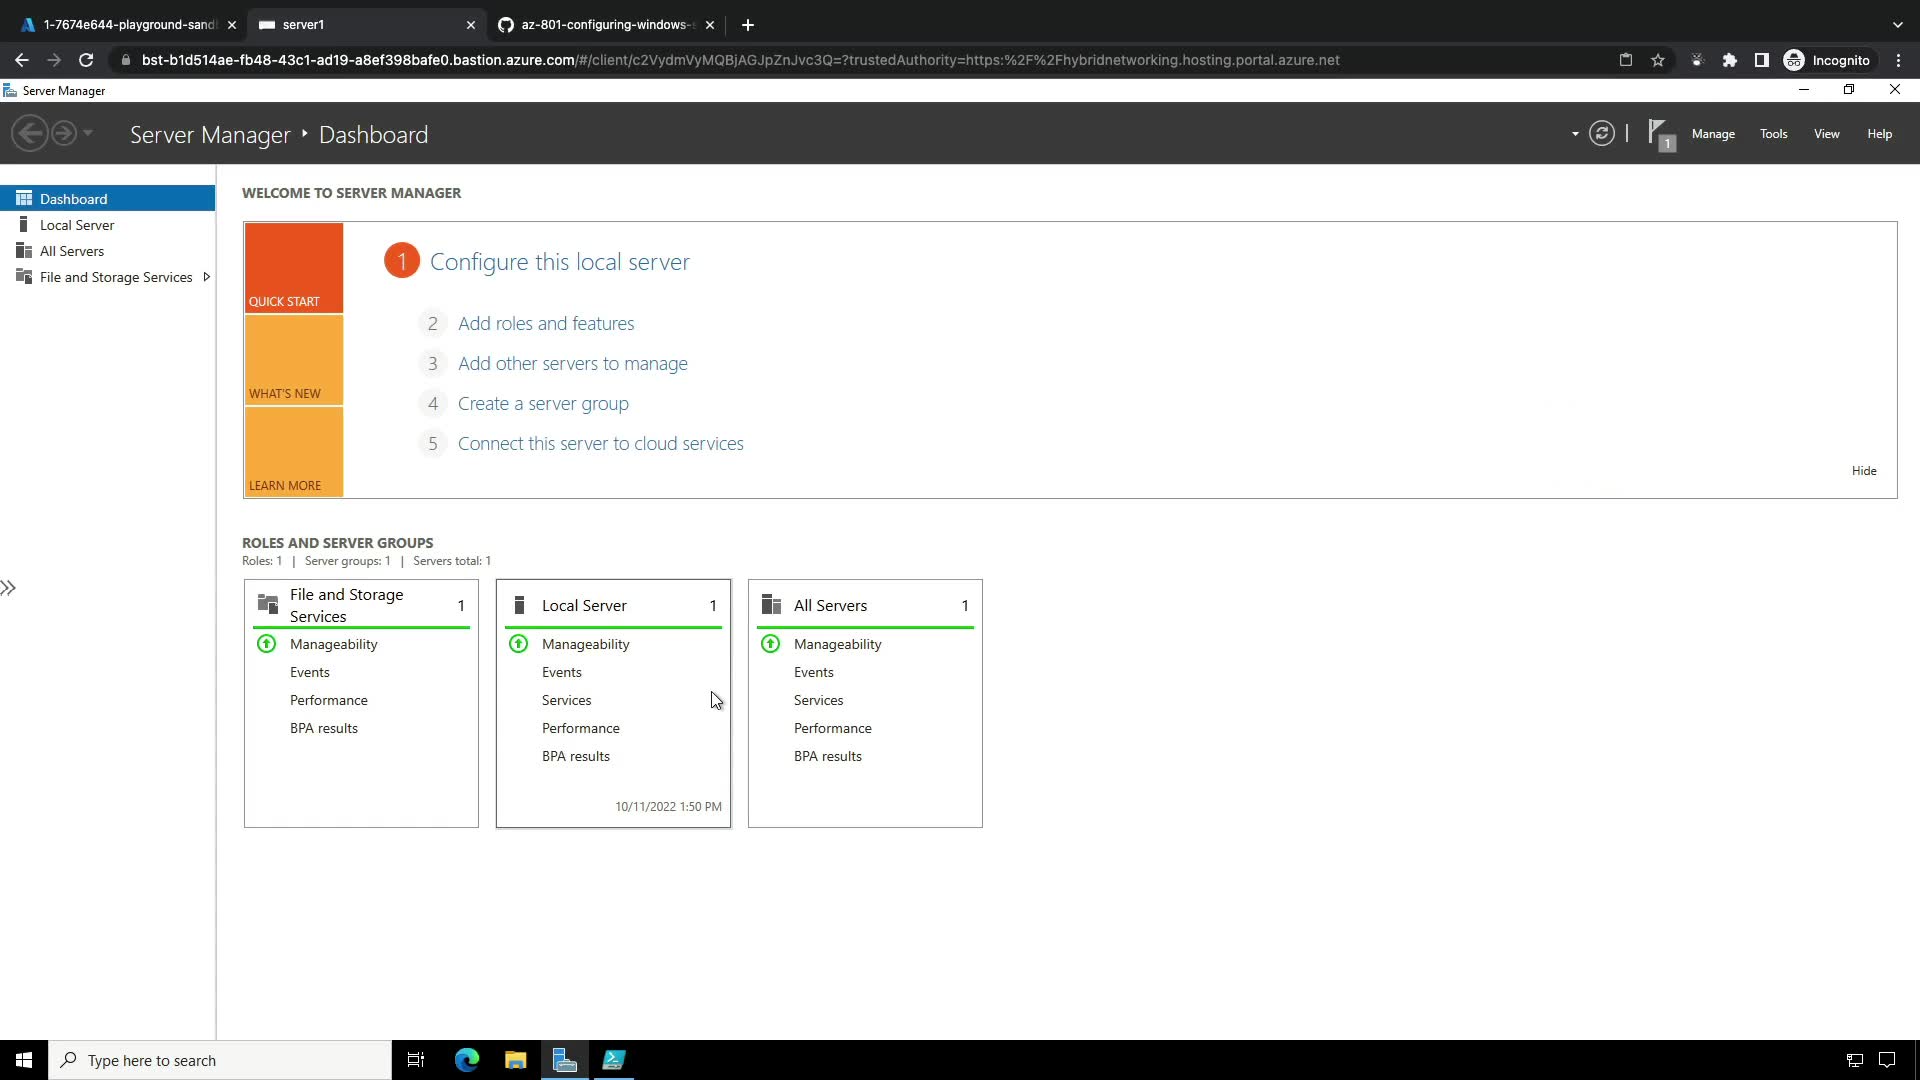 1-7674e644-playground-sand
server1
az-801-configuring-windows-s
bst-b1d514ae-fb48-43c1-ad19-a8ef398bafe0.bastion.azure.com/#/client/c2VydmVyMQBjAGJpZnJvc3Q=?trustedAuthority=https:%2F%2Fhybridnetworking.hosting.portal.azure.net
Incognito
Server Manager
Server Manager Dashboard
1
Manage
Tools
View
Help
Dashboard
Local Server
All Servers
File and Storage Services
WELCOME TO SERVER MANAGER
QUICK START
WHAT'S NEW
LEARN MORE
1 Configure this local server
2 Add roles and features
3 Add other servers to manage
4 Create a server group
5 Connect this server to cloud services
Hide
ROLES AND SERVER GROUPS
Roles: 1 | Server groups: 1 | Servers total: 1
File and Storage
Services
1
Manageability
Events
Performance
BPA results
Local Server 1
Manageability
Events
Services
Performance
BPA results
10/11/2022 1:50 PM
All Servers 1
Manageability
Events
Services
Performance
BPA results
Type here to search